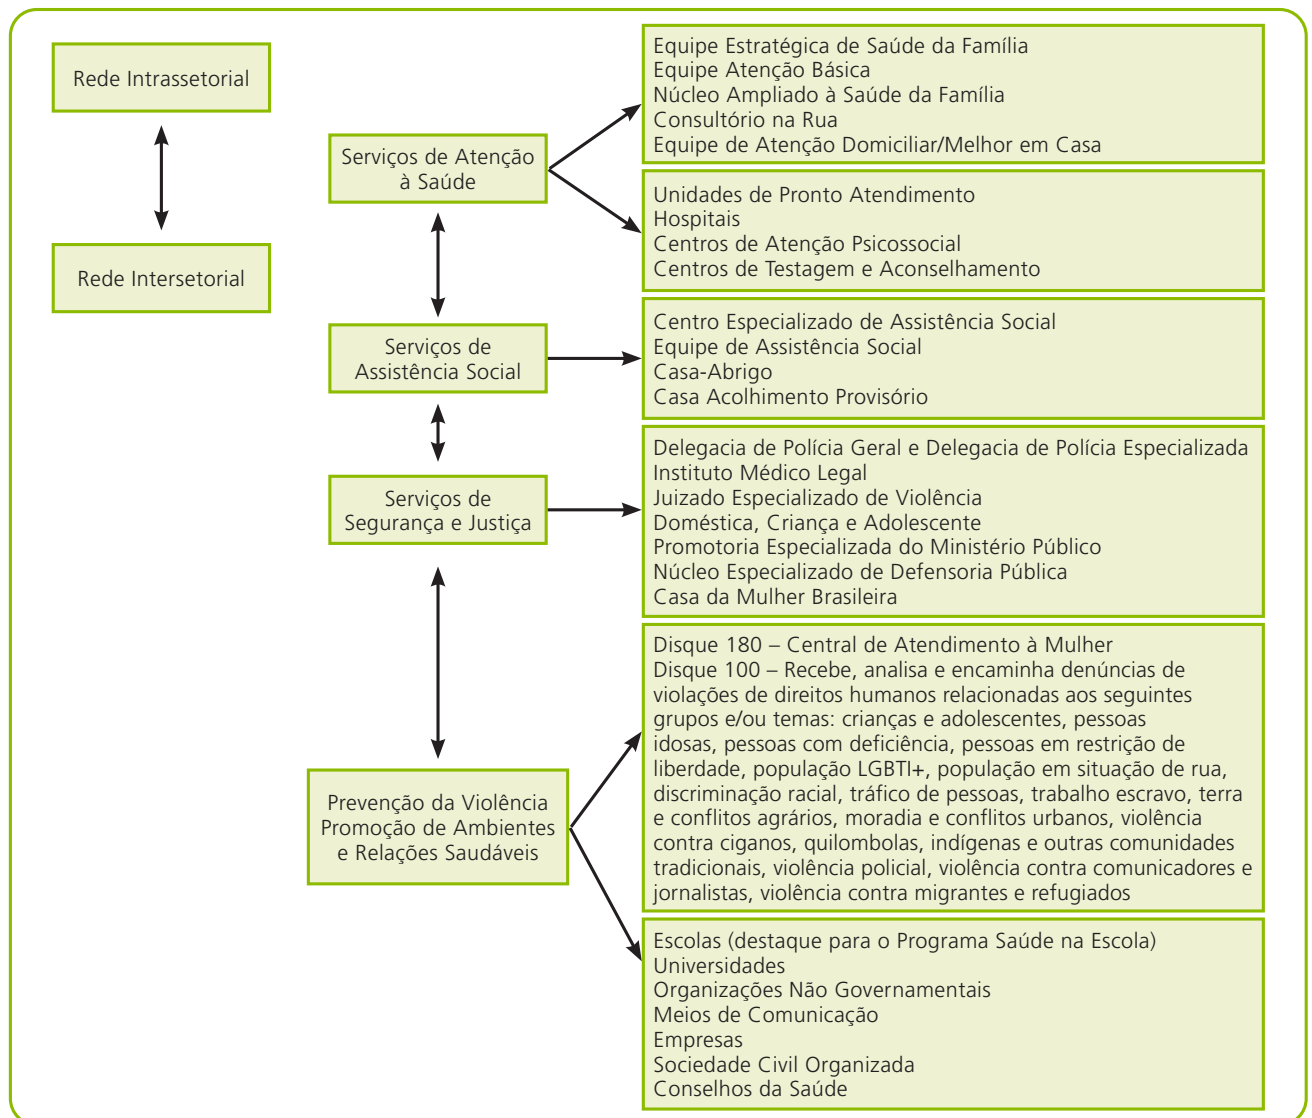 Rede Intrassetorial
Rede Intersetorial
Serviços de Atenção
à Saúde
Equipe Estratégica de Saúde da Família
Equipe Atenção Básica
Núcleo Ampliado à Saúde da Família
Consultório na Rua
Equipe de Atenção Domiciliar/Melhor em Casa
Unidades de Pronto Atendimento
Hospitais
Centros de Atenção Psicossocial
Centros de Testagem e Aconselhamento
Serviços de
Assistência Social
Centro Especializado de Assistência Social
Equipe de Assistência Social
Casa-Abrigo
Casa Acolhimento Provisório
Serviços de
Segurança e Justiça
Delegacia de Polícia Geral e Delegacia de Polícia Especializada
Instituto Médico Legal
Juizado Especializado de Violência
Doméstica, Criança e Adolescente
Promotoria Especializada do Ministério Público
Núcleo Especializado de Defensoria Pública
Casa da Mulher Brasileira
Prevenção da Violência
Promoção de Ambientes
e Relações Saudáveis
Disque 180 – Central de Atendimento à Mulher
Disque 100 – Recebe, analisa e encaminha denúncias de
violações de direitos humanos relacionadas aos seguintes
grupos e/ou temas: crianças e adolescentes, pessoas
idosas, pessoas com deficiência, pessoas em restrição de
liberdade, população LGBTI+, população em situação de rua,
discriminação racial, tráfico de pessoas, trabalho escravo, terra
e conflitos agrários, moradia e conflitos urbanos, violência
contra ciganos, quilombolas, indígenas e outras comunidades
tradicionais, violência policial, violência contra comunicadores e
jornalistas, violência contra migrantes e refugiados
Escolas (destaque para o Programa Saúde na Escola)
Universidades
Organizações Não Governamentais
Meios de Comunicação
Empresas
Sociedade Civil Organizada
Conselhos da Saúde